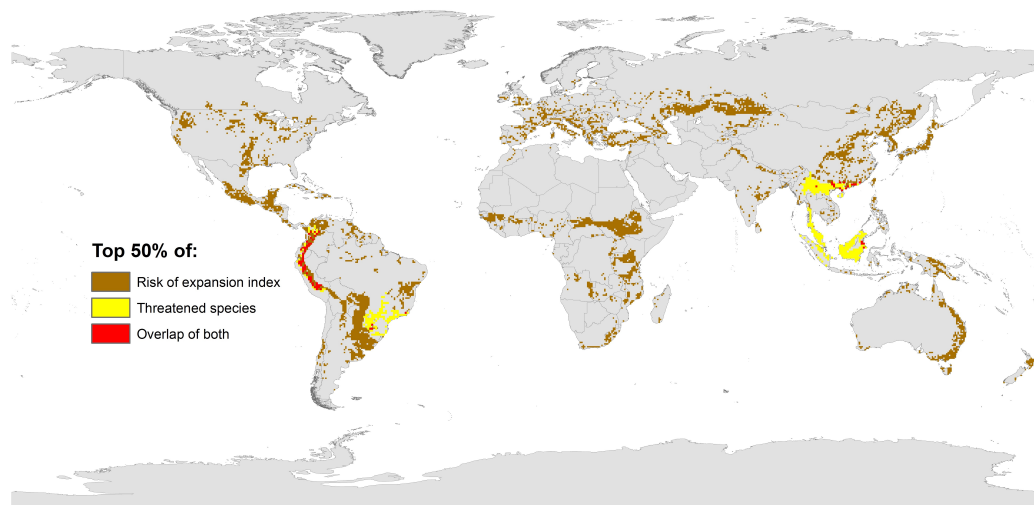 Top 50% of:
Risk of expansion index
Threatened species
Overlap of both